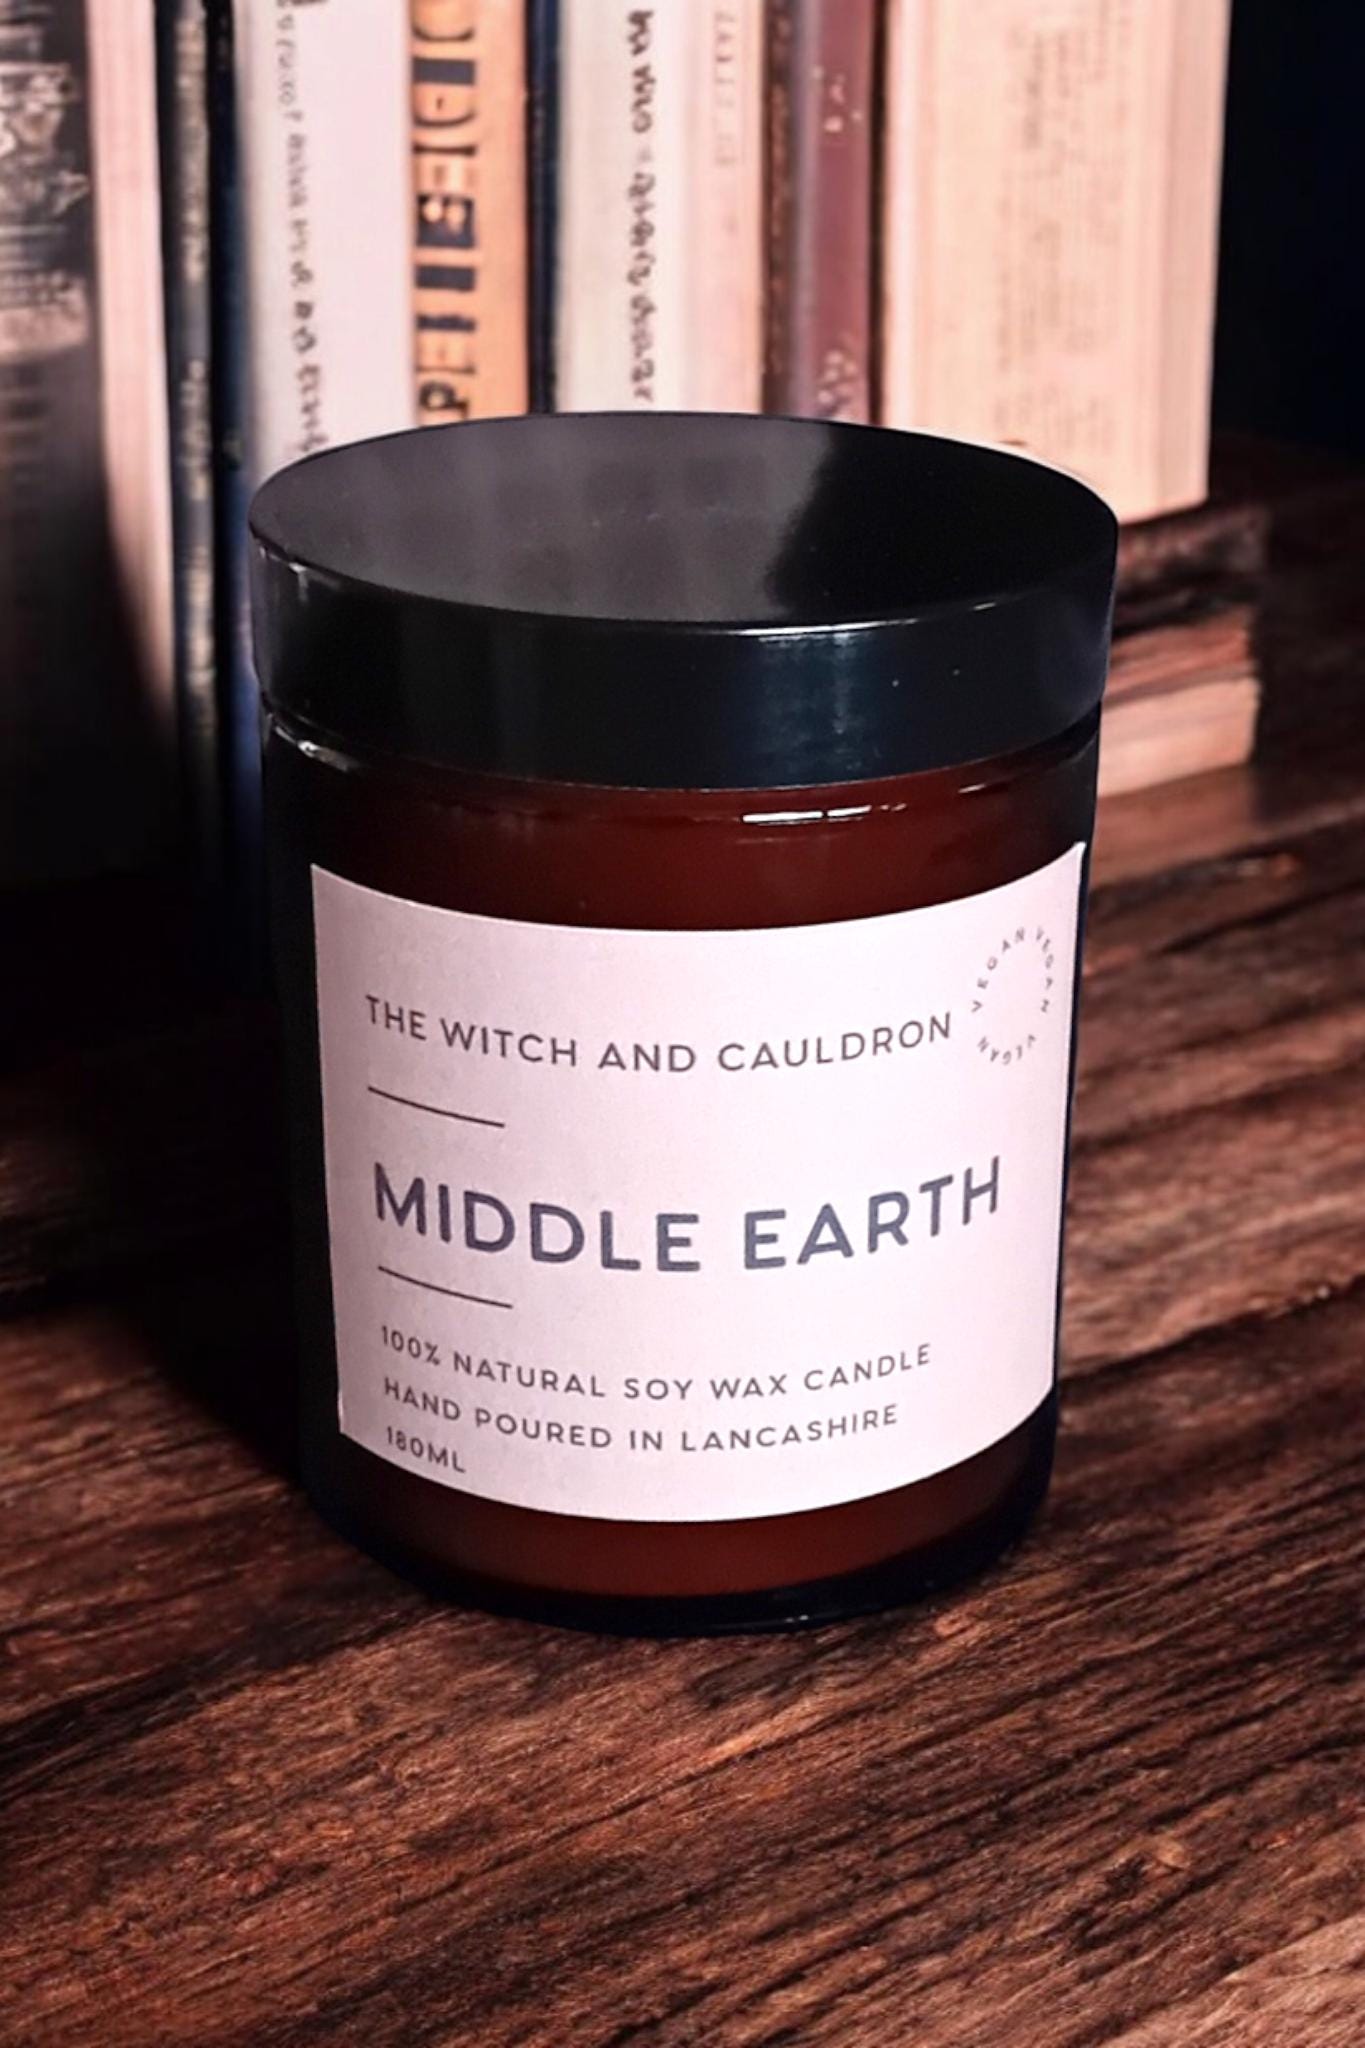 THE WITCH AND CAULDRON
VEGAN VEGAN VEGAN
MIDDLE EARTH
100% NATURAL SOY WAX CANDLE
HAND POURED IN LANCASHIRE
180ML